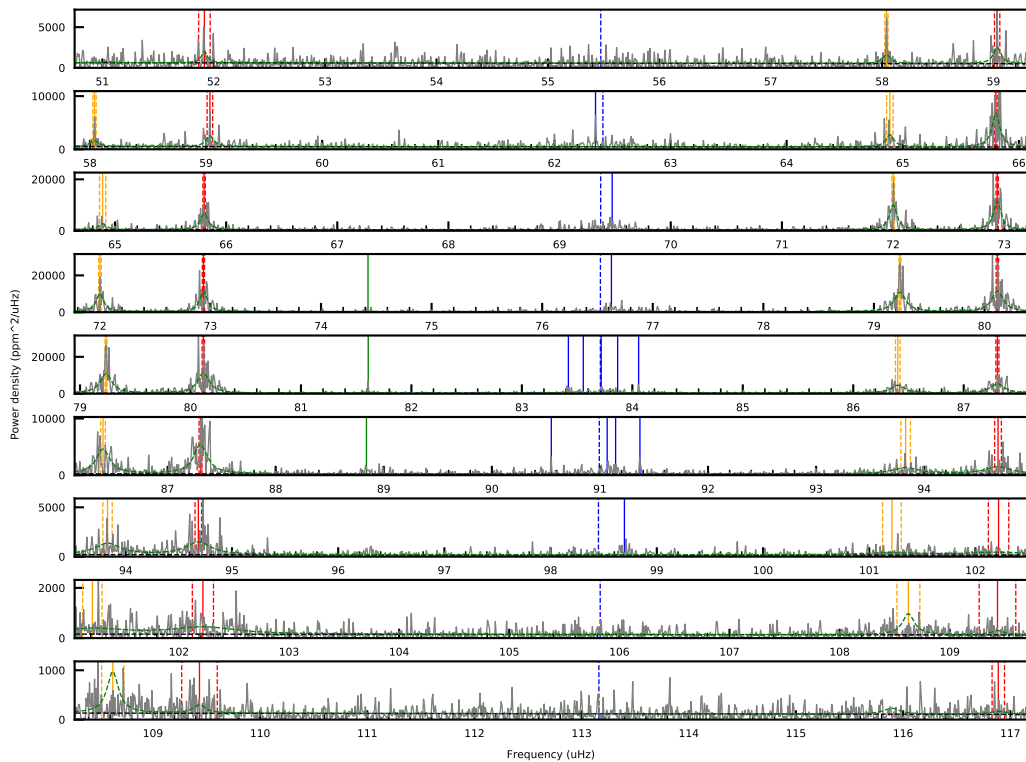 5000
0
51 52 53 54 55 56 57 58 59
10000
0
58 59 60 61 62 63 64 65 66
20000
0
65 66 67 68 69 70 71 72 73
20000
0
72 73 74 75 76 77 78 79 80
20000
0
79 80 81 82 83 84 85 86 87
10000
0
87 88 89 90 91 92 93 94
5000
0
94 95 96 97 98 99 100 101 102
2000
0
102 103 104 105 106 107 108 109
1000
0
109 110 111 112 113 114 115 116 117
Power density (ppm^2/uHz)
Frequency (uHz)